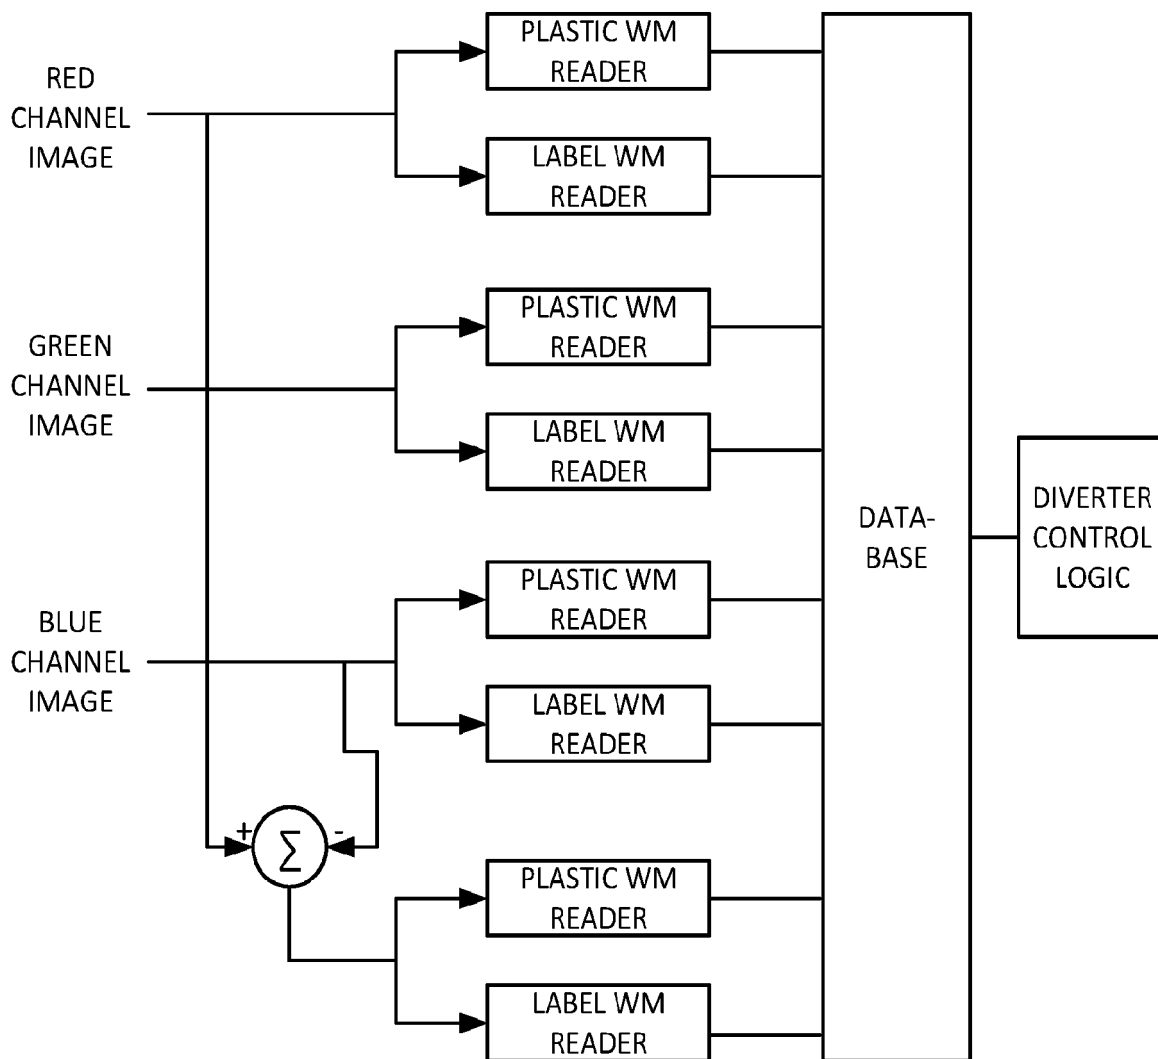 PLASTIC WM
READER
RED
CHANNEL
IMAGE
LABEL WM
READER
PLASTIC WM
READER
GREEN
CHANNEL
IMAGE
LABEL WM
READER
DATA-
BASE
DIVERTER
CONTROL
LOGIC
PLASTIC WM
READER
BLUE
CHANNEL
IMAGE
LABEL WM
READER
+
-
Σ
PLASTIC WM
READER
LABEL WM
READER